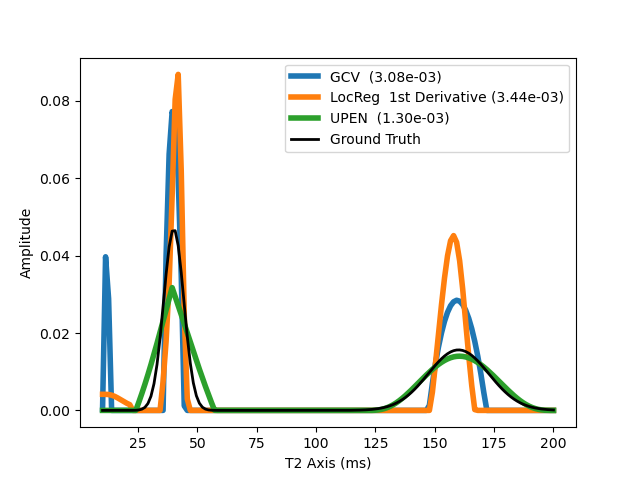 GCV  (3.08e-03)
LocReg  1st Derivative (3.44e-03)
UPEN  (1.30e-03)
Ground Truth
0.08
0.06
0.04
0.02
0.00
Amplitude
25 50 75 100 125 150 175 200
T2 Axis (ms)